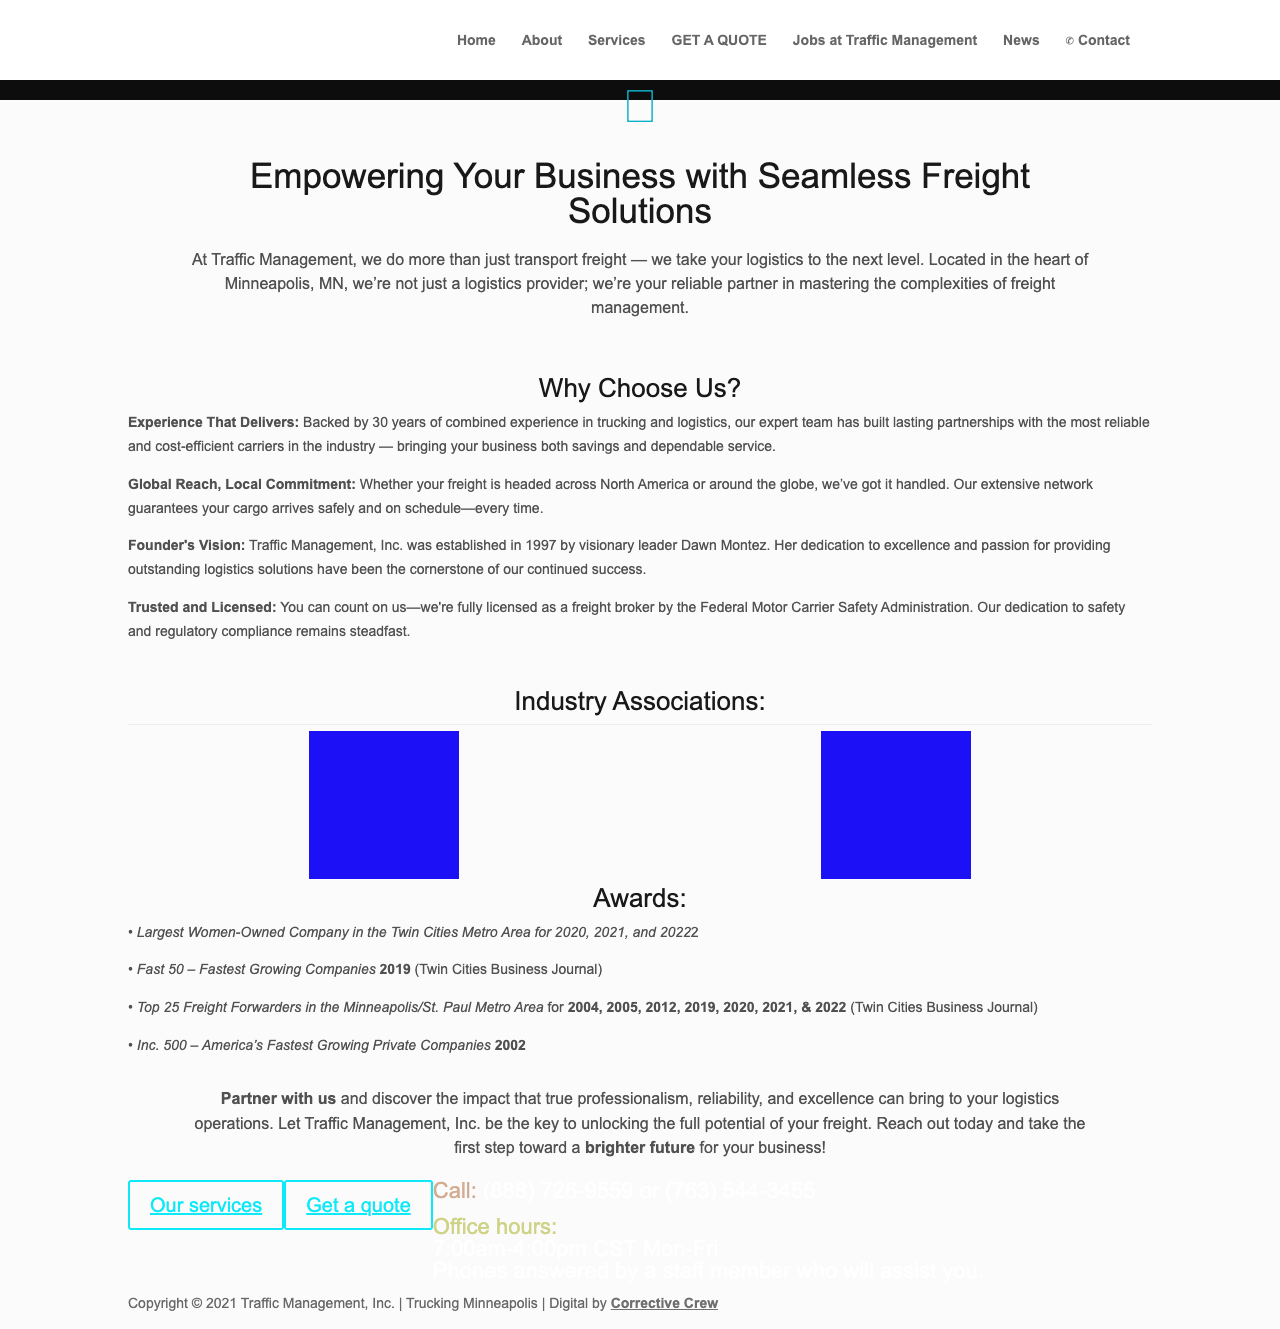 Home About Services GET A QUOTE Jobs at Traffic Management News ✆ Contact
Empowering Your Business with Seamless Freight
Solutions
At Traffic Management, we do more than just transport freight — we take your logistics to the next level. Located in the heart of
Minneapolis, MN, we’re not just a logistics provider; we’re your reliable partner in mastering the complexities of freight
management.
Why Choose Us?
Experience That Delivers: Backed by 30 years of combined experience in trucking and logistics, our expert team has built lasting partnerships with the most reliable
and cost-efficient carriers in the industry — bringing your business both savings and dependable service.
Global Reach, Local Commitment: Whether your freight is headed across North America or around the globe, we’ve got it handled. Our extensive network
guarantees your cargo arrives safely and on schedule—every time.
Founder's Vision: Traffic Management, Inc. was established in 1997 by visionary leader Dawn Montez. Her dedication to excellence and passion for providing
outstanding logistics solutions have been the cornerstone of our continued success.
Trusted and Licensed: You can count on us—we're fully licensed as a freight broker by the Federal Motor Carrier Safety Administration. Our dedication to safety
and regulatory compliance remains steadfast.
Industry Associations:
Awards:
• Largest Women-Owned Company in the Twin Cities Metro Area for 2020, 2021, and 20222
• Fast 50 – Fastest Growing Companies 2019 (Twin Cities Business Journal)
• Top 25 Freight Forwarders in the Minneapolis/St. Paul Metro Area for 2004, 2005, 2012, 2019, 2020, 2021, & 2022 (Twin Cities Business Journal)
• Inc. 500 – America’s Fastest Growing Private Companies 2002
Partner with us and discover the impact that true professionalism, reliability, and excellence can bring to your logistics
operations. Let Traffic Management, Inc. be the key to unlocking the full potential of your freight. Reach out today and take the
first step toward a brighter future for your business!
Our services Get a quote Call: or (763) 544-3455
Office hours:
7:00am-4:00pm CST Mon-Fri
Phones answered by a staff member who will assist you.
Copyright © 2021 Traffic Management, Inc. | Trucking Minneapolis | Digital by Corrective Crew